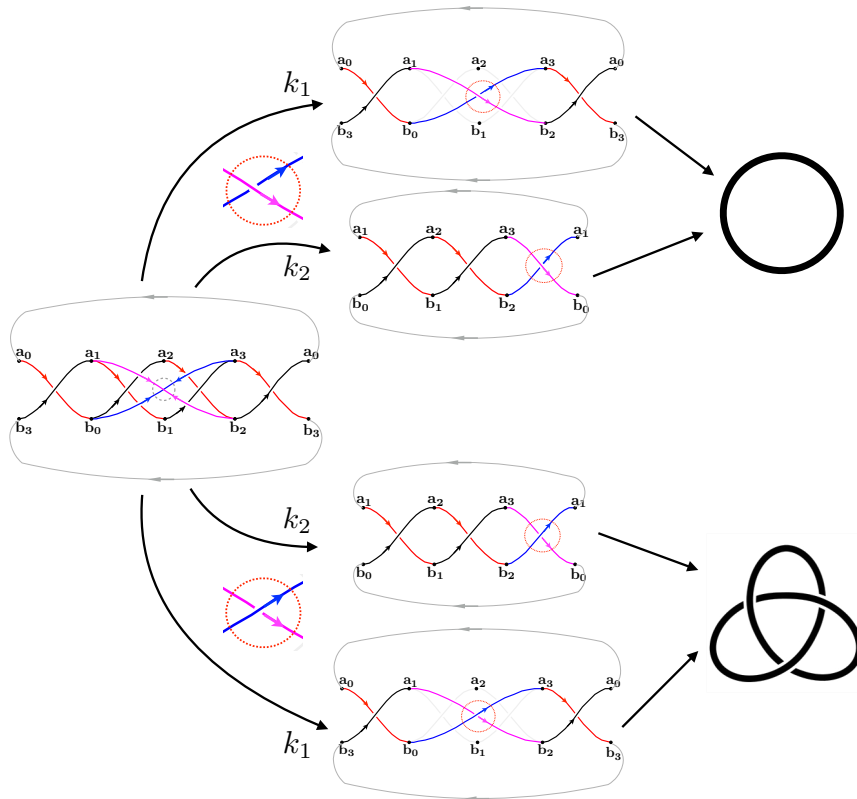 a₀ a₁ a₂ a₃ a₀
k₁
b₃ b₀ b₁ b₂ b₃
a₁ a₂ a₃ a₁
k₂
b₀ b₁ b₂ b₀
a₀ a₁ a₂ a₃ a₀
b₃ b₀ b₁ b₂ b₃
a₁ a₂ a₃ a₁
k₂
b₀ b₁ b₂ b₀
a₀ a₁ a₂ a₃ a₀
k₁
b₃ b₀ b₁ b₂ b₃